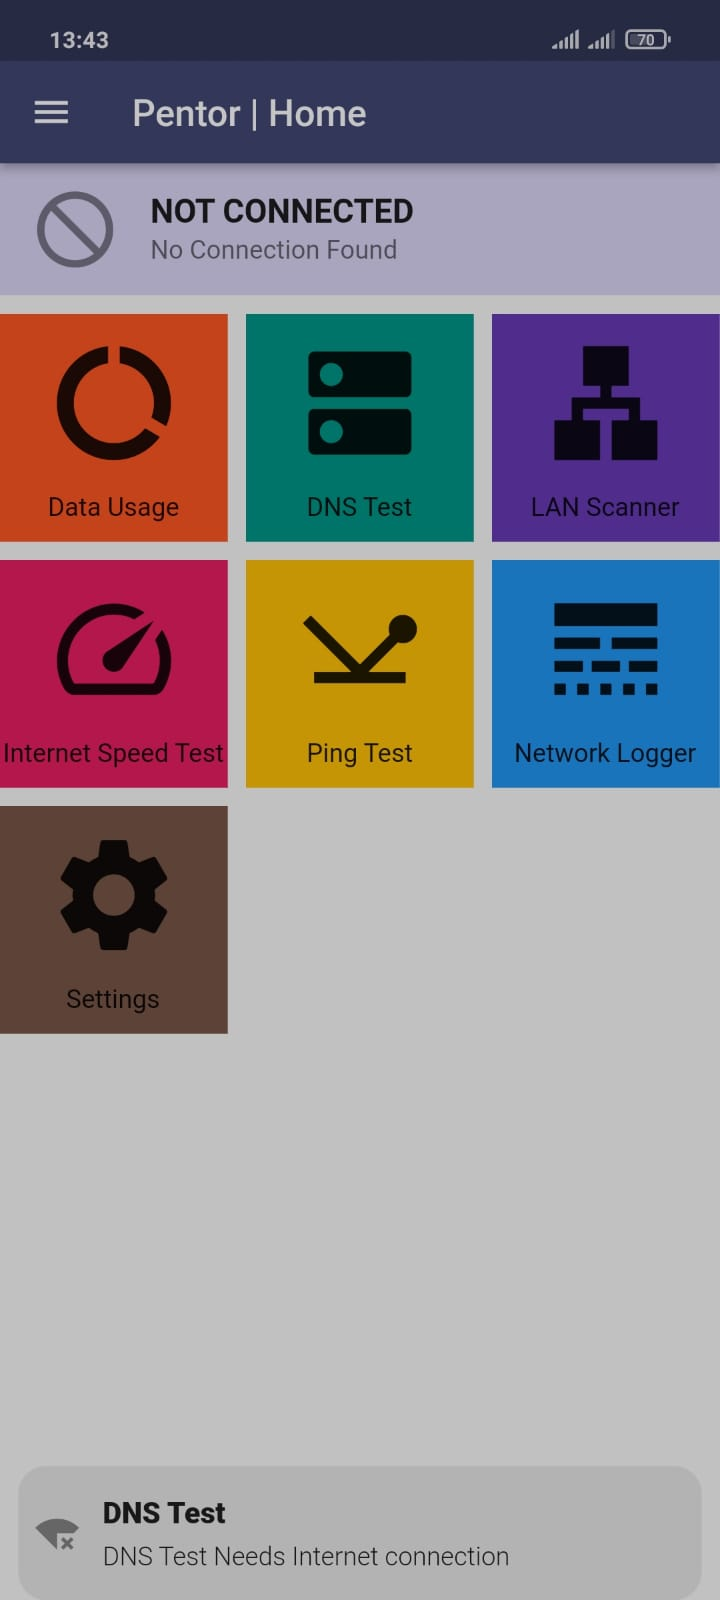 13:43
70
Pentor | Home
NOT CONNECTED
No Connection Found
Data Usage
DNS Test
LAN Scanner
Internet Speed Test
Ping Test
Network Logger
Settings
DNS Test
DNS Test Needs Internet connection